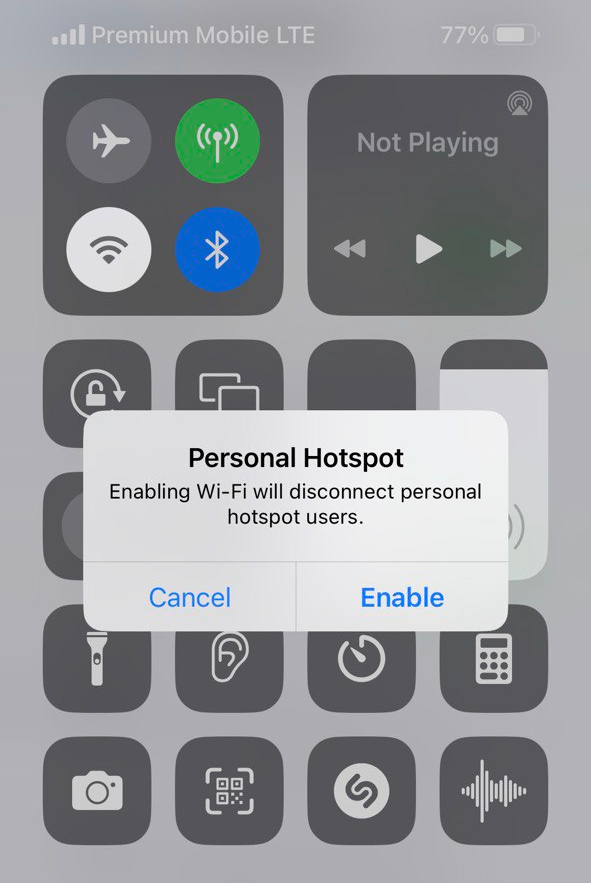 Premium Mobile LTE 77%
Not Playing
Personal Hotspot
Enabling Wi-Fi will disconnect personal
hotspot users.
Cancel Enable